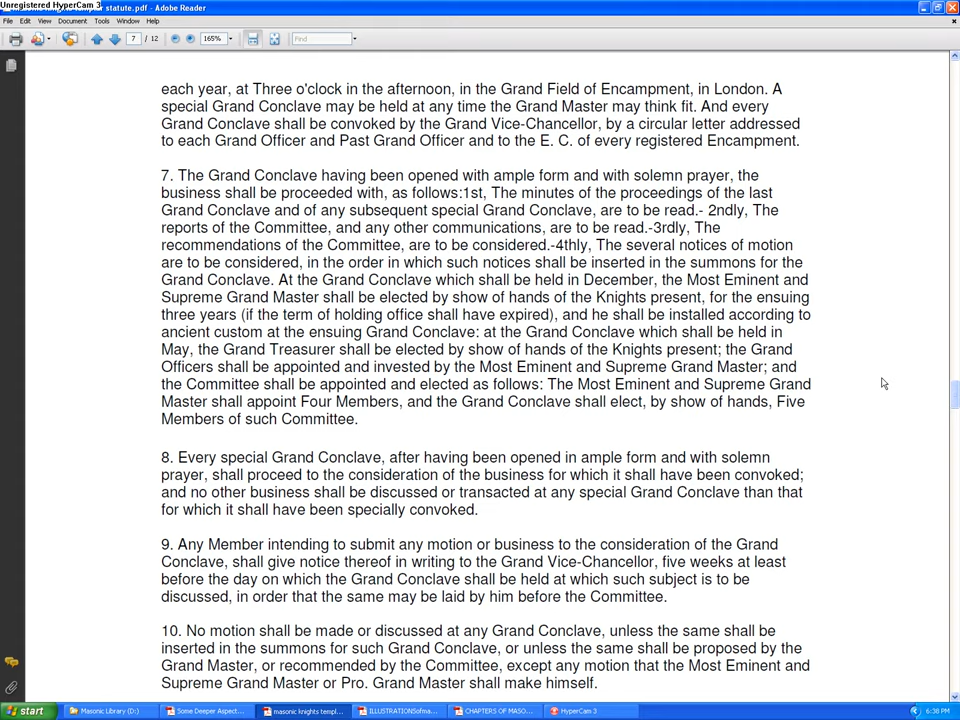 Unregistered HyperCam 3
statute.pdf - Adobe Reader
File Edit View Document Tools Window Help
7 / 12 165% Find
each year, at Three o'clock in the afternoon, in the Grand Field of Encampment, in London. A
special Grand Conclave may be held at any time the Grand Master may think fit. And every
Grand Conclave shall be convoked by the Grand Vice-Chancellor, by a circular letter addressed
to each Grand Officer and Past Grand Officer and to the E. C. of every registered Encampment.
7. The Grand Conclave having been opened with ample form and with solemn prayer, the
business shall be proceeded with, as follows:1st, The minutes of the proceedings of the last
Grand Conclave and of any subsequent special Grand Conclave, are to be read.- 2ndly, The
reports of the Committee, and any other communications, are to be read.-3rdly, The
recommendations of the Committee, are to be considered.-4thly, The several notices of motion
are to be considered, in the order in which such notices shall be inserted in the summons for the
Grand Conclave. At the Grand Conclave which shall be held in December, the Most Eminent and
Supreme Grand Master shall be elected by show of hands of the Knights present, for the ensuing
three years (if the term of holding office shall have expired), and he shall be installed according to
ancient custom at the ensuing Grand Conclave: at the Grand Conclave which shall be held in
May, the Grand Treasurer shall be elected by show of hands of the Knights present; the Grand
Officers shall be appointed and invested by the Most Eminent and Supreme Grand Master; and
the Committee shall be appointed and elected as follows: The Most Eminent and Supreme Grand
Master shall appoint Four Members, and the Grand Conclave shall elect, by show of hands, Five
Members of such Committee.
8. Every special Grand Conclave, after having been opened in ample form and with solemn
prayer, shall proceed to the consideration of the business for which it shall have been convoked;
and no other business shall be discussed or transacted at any special Grand Conclave than that
for which it shall have been specially convoked.
9. Any Member intending to submit any motion or business to the consideration of the Grand
Conclave, shall give notice thereof in writing to the Grand Vice-Chancellor, five weeks at least
before the day on which the Grand Conclave shall be held at which such subject is to be
discussed, in order that the same may be laid by him before the Committee.
10. No motion shall be made or discussed at any Grand Conclave, unless the same shall be
inserted in the summons for such Grand Conclave, or unless the same shall be proposed by the
Grand Master, or recommended by the Committee, except any motion that the Most Eminent and
Supreme Grand Master or Pro. Grand Master shall make himself.
start Masonic Library (D:) Some Deeper Aspect... masonic knights templ... ILLUSTRATIONSofma... CHAPTERS OF MASO... HyperCam 3 6:38 PM